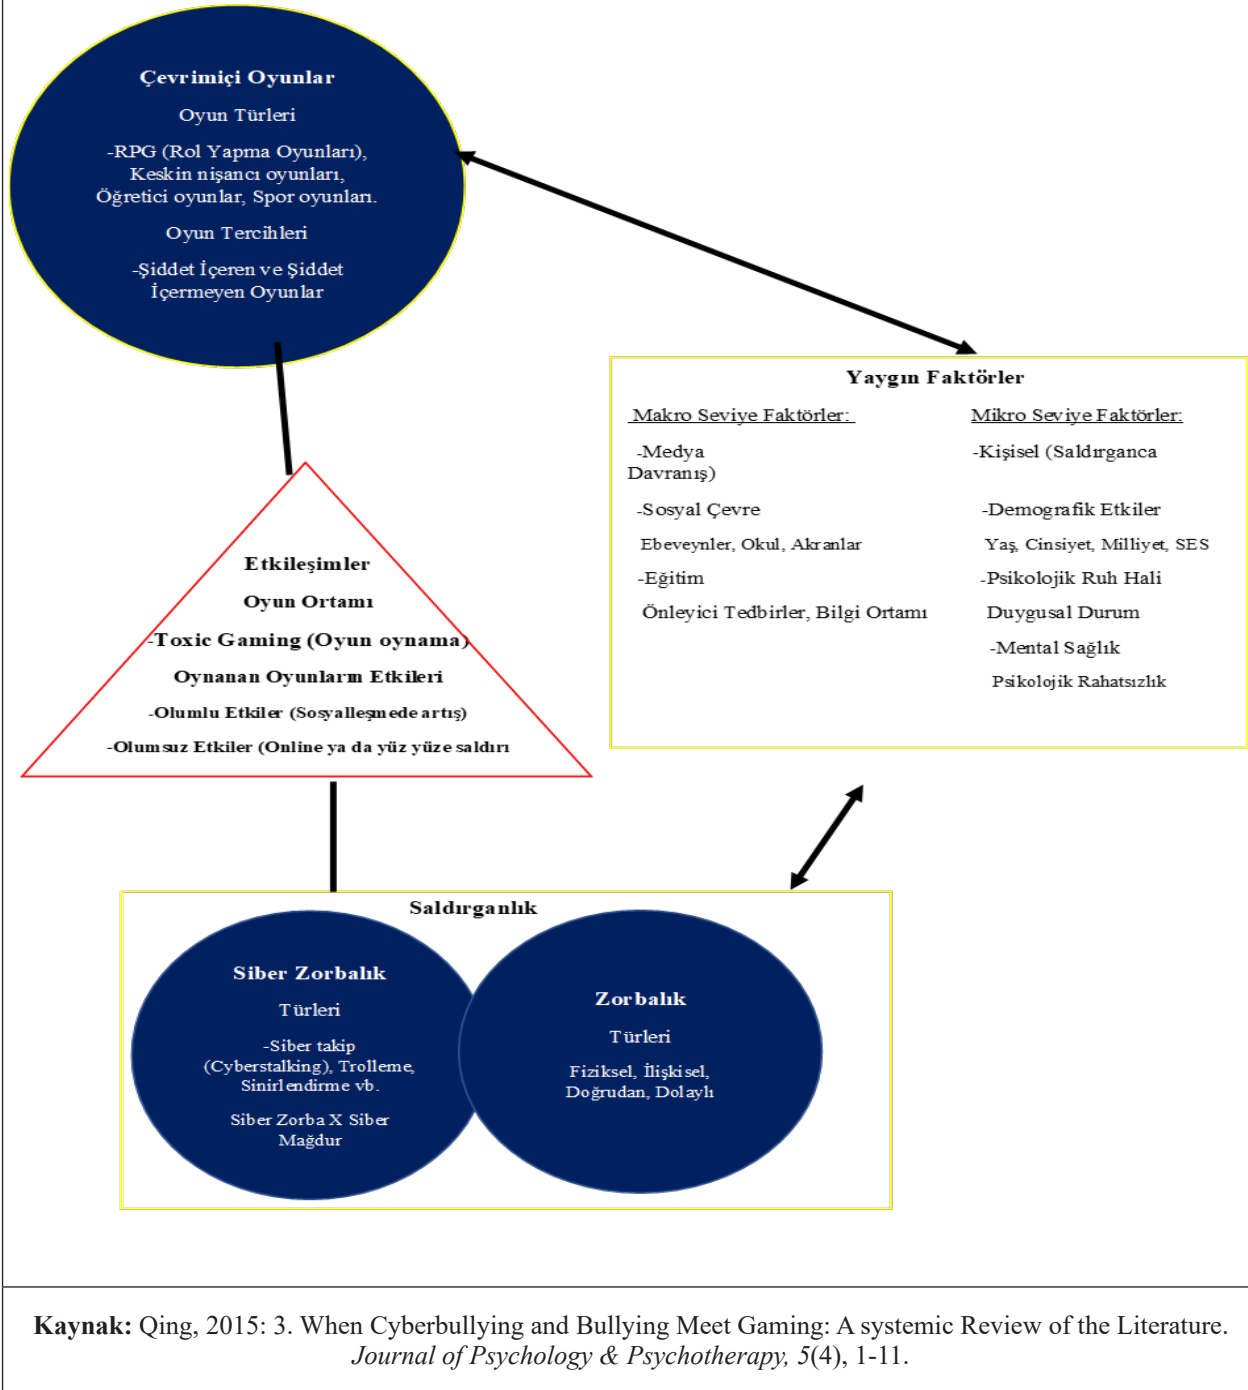 Çevrimiçi Oyunlar
Oyun Türleri
-RPG (Rol Yapma Oyunları),
Keskin nişancı oyunları,
Öğretici oyunlar, Spor oyunları.
Oyun Tercihleri
-Şiddet İçeren ve Şiddet
İçermeyen Oyunlar
Yaygın Faktörler
Makro Seviye Faktörler:
Mikro Seviye Faktörler:
-Medya
-Kişisel (Saldırganca
Davranış)
-Sosyal Çevre
-Demografik Etkiler
Ebeveynler, Okul, Akranlar
Yaş, Cinsiyet, Milliyet, SES
-Eğitim
-Psikolojik Ruh Hali
Önleyici Tedbirler, Bilgi Ortamı
Duygusal Durum
-Mental Sağlık
Psikolojik Rahatsızlık
Etkileşimler
Oyun Ortamı
-Toxic Gaming (Oyun oynama)
Oynanan Oyunların Etkileri
-Olumlu Etkiler (Sosyalleşmede artış)
-Olumsuz Etkiler (Online ya da yüz yüze saldırı
Saldırganlık
Siber Zorbalık
Türleri
-Siber takip
(Cyberstalking), Trolleme,
Sinirlendirme vb.
Siber Zorba X Siber
Mağdur
Zorbalık
Türleri
Fiziksel, İlişkisel,
Doğrudan, Dolaylı
Kaynak: Qing, 2015: 3. When Cyberbullying and Bullying Meet Gaming: A systemic Review of the Literature.
Journal of Psychology & Psychotherapy, 5(4), 1-11.